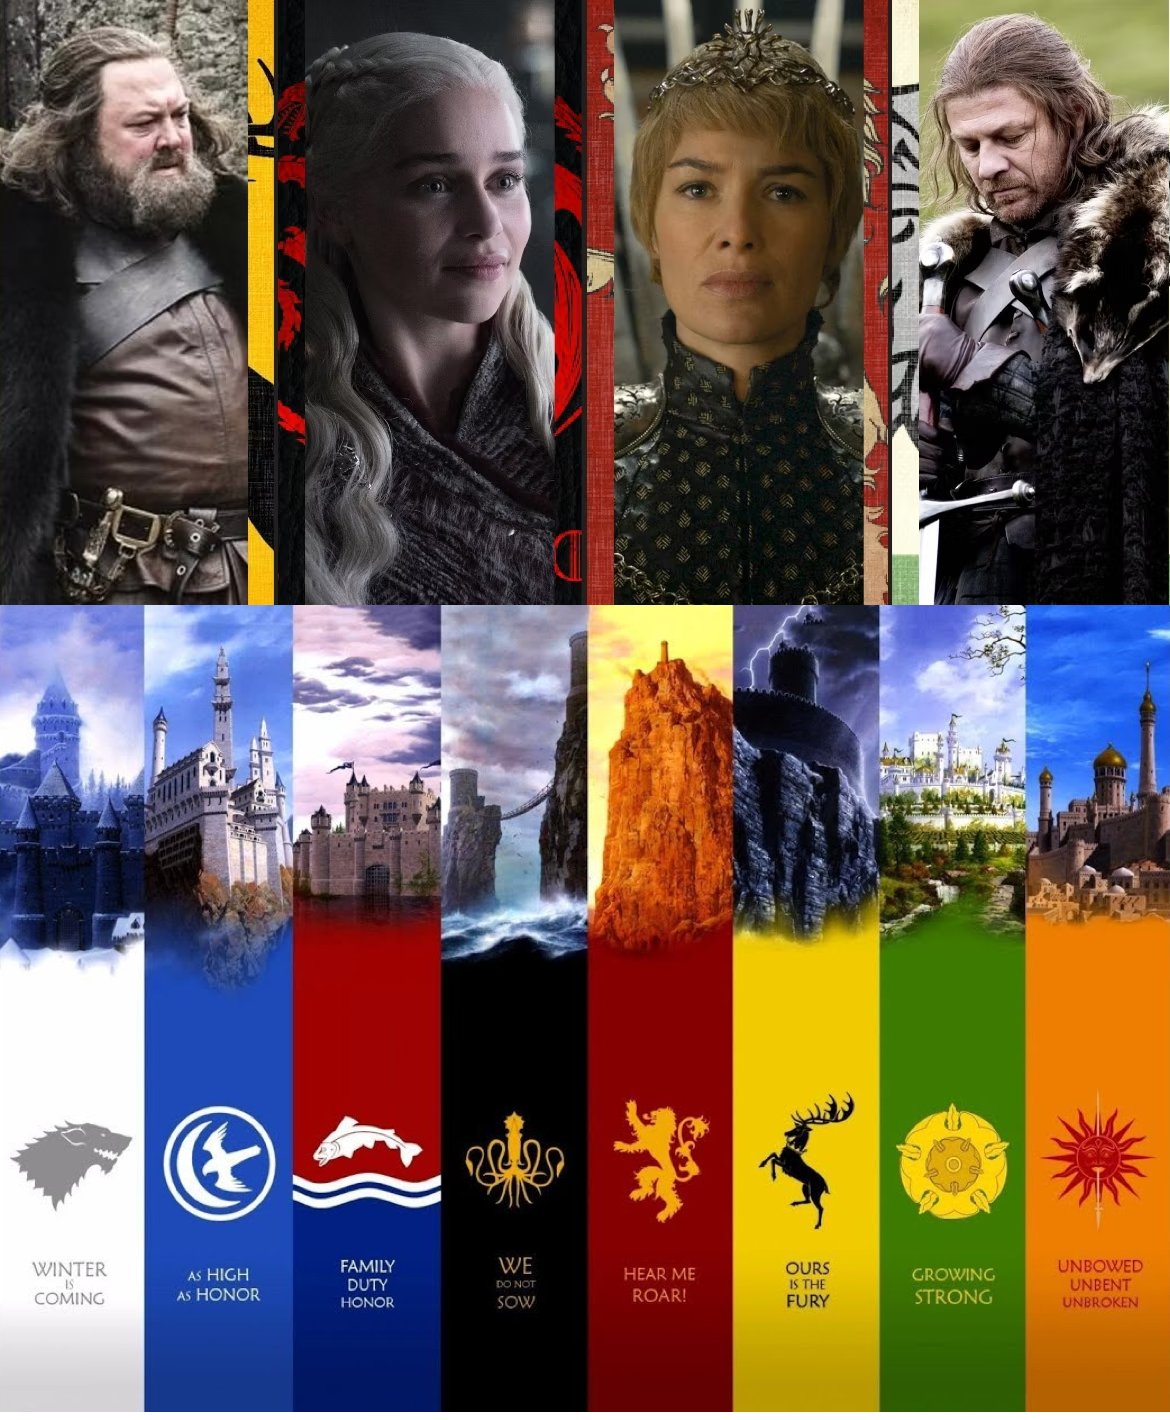 WINTER
IS
COMING
AS HIGH
AS HONOR
FAMILY
DUTY
HONOR
WE
DO NOT
SOW
HEAR ME
ROAR!
OURS
IS THE
FURY
GROWING
STRONG
UNBOWED
UNBENT
UNBROKEN